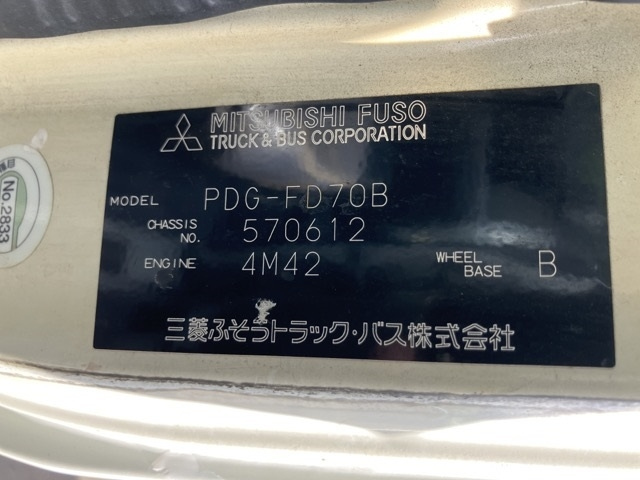 MITSUBISHI FUSO
TRUCK & BUS CORPORATION
MODEL PDG-FD70B
CHASSIS NO. 570612
ENGINE 4M42 WHEEL BASE B
三菱ふそうトラック・バス株式会社
No.2833